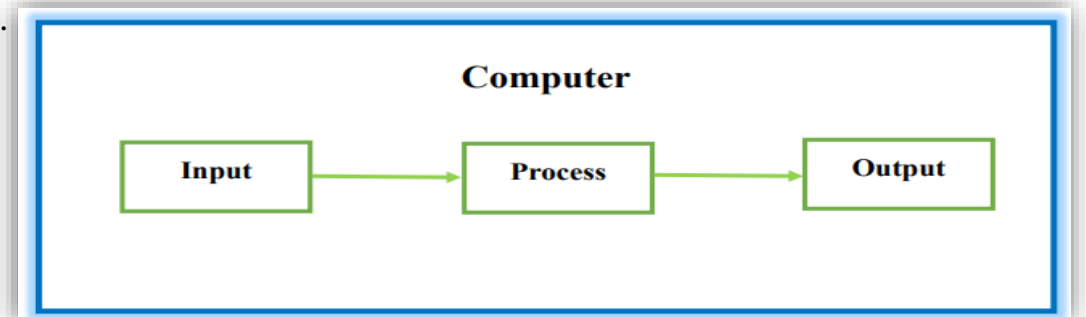 .
Computer
Input
Process
Output